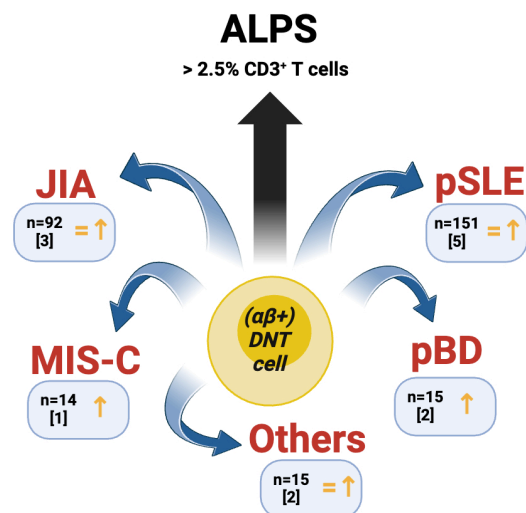 ALPS
> 2.5% CD3⁺ T cells
JIA
n=92
[3]
= ↑
pSLE
n=151
[5]
= ↑
(αβ+)
DNT
cell
MIS-C
n=14
[1]
↑
pBD
n=15
[2]
↑
Others
n=15
[2]
= ↑